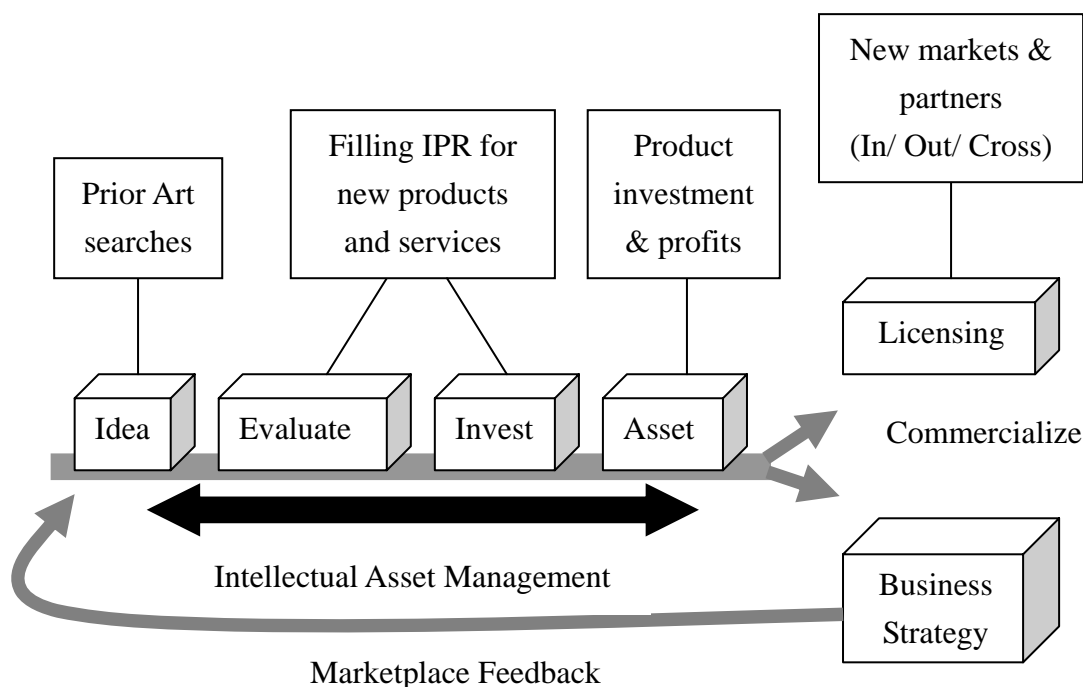 New markets &
partners
(In/ Out/ Cross)
Prior Art
searches
Filling IPR for
new products
and services
Product
investment
& profits
Licensing
Idea
Evaluate
Invest
Asset
Commercialize
Intellectual Asset Management
Business
Strategy
Marketplace Feedback